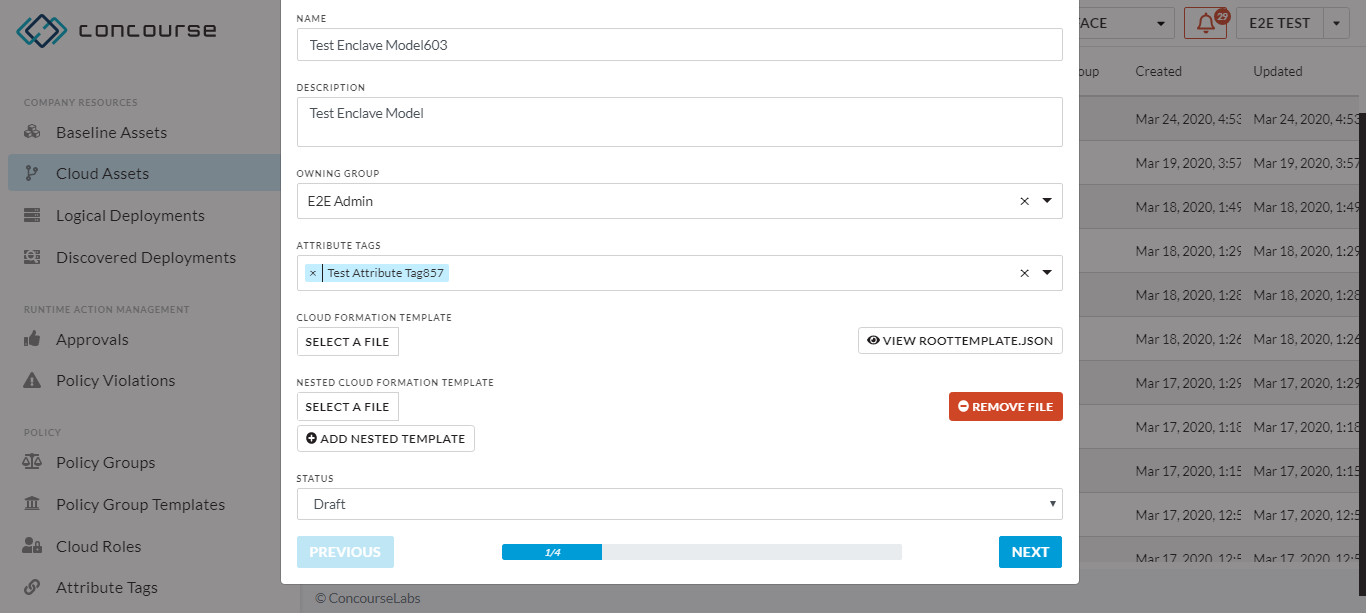 concourse
COMPANY RESOURCES
Baseline Assets
Cloud Assets
Logical Deployments
Discovered Deployments
RUNTIME ACTION MANAGEMENT
Approvals
Policy Violations
POLICY
Policy Groups
Policy Group Templates
Cloud Roles
Attribute Tags
NAME
Test Enclave Model603
DESCRIPTION
Test Enclave Model
OWNING GROUP
E2E Admin
ATTRIBUTE TAGS
× Test Attribute Tag857
CLOUD FORMATION TEMPLATE
SELECT A FILE
VIEW ROOTTEMPLATE.JSON
NESTED CLOUD FORMATION TEMPLATE
SELECT A FILE
REMOVE FILE
ADD NESTED TEMPLATE
STATUS
Draft
PREVIOUS
1/4
NEXT
FACE
29
E2E TEST
oup Created Updated
Mar 24, 2020, 4:53 Mar 24, 2020, 4:53
Mar 19, 2020, 3:57 Mar 19, 2020, 3:57
Mar 18, 2020, 1:49 Mar 18, 2020, 1:49
Mar 18, 2020, 1:29 Mar 18, 2020, 1:29
Mar 18, 2020, 1:28 Mar 18, 2020, 1:28
Mar 18, 2020, 1:26 Mar 18, 2020, 1:26
Mar 17, 2020, 1:29 Mar 17, 2020, 1:29
Mar 17, 2020, 1:18 Mar 17, 2020, 1:18
Mar 17, 2020, 1:15 Mar 17, 2020, 1:15
Mar 17, 2020, 12:5 Mar 17, 2020, 12:5
Mar 17, 2020, 12:5 Mar 17, 2020, 12:5
© ConcourseLabs